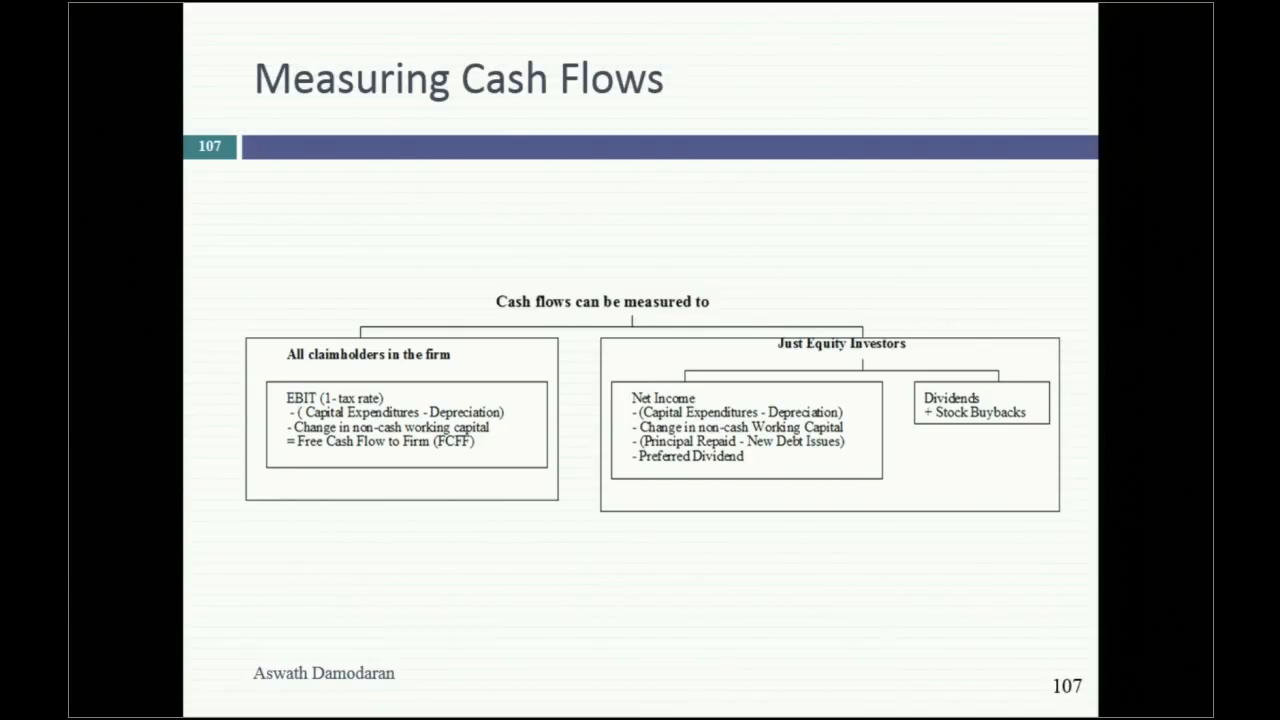 Measuring Cash Flows
107
Cash flows can be measured to
All claimholders in the firm
EBIT (1- tax rate)
- ( Capital Expenditures - Depreciation)
- Change in non-cash working capital
= Free Cash Flow to Firm (FCFF)
Just Equity Investors
Net Income
- (Capital Expenditures - Depreciation)
- Change in non-cash Working Capital
- (Principal Repaid - New Debt Issues)
- Preferred Dividend
Dividends
+ Stock Buybacks
Aswath Damodaran
107